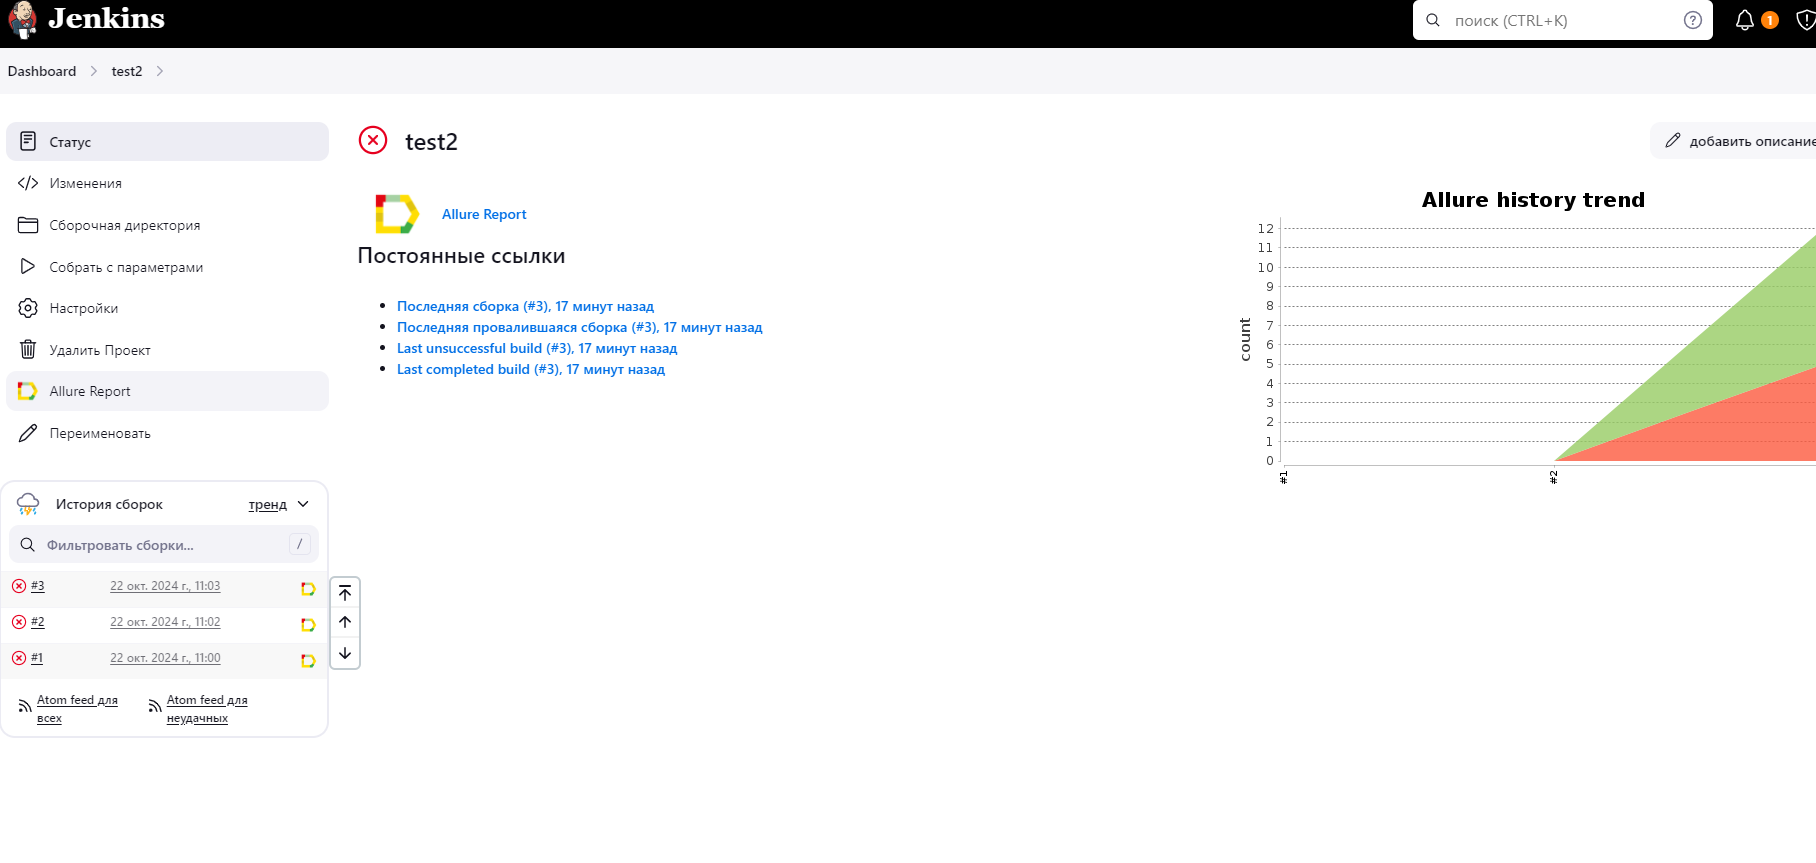 Jenkins
поиск (CTRL+K)
?
1
Dashboard
test2
Статус
Изменения
Сборочная директория
Собрать с параметрами
Настройки
Удалить Проект
Allure Report
Переименовать
История сборок
тренд
Фильтровать сборки...
/
#3
22 окт. 2024 г., 11:03
#2
22 окт. 2024 г., 11:02
#1
22 окт. 2024 г., 11:00
Atom feed для
всех
Atom feed для
неудачных
test2
добавить описание
Allure Report
Постоянные ссылки
Последняя сборка (#3), 17 минут назад
Последняя провалившаяся сборка (#3), 17 минут назад
Last unsuccessful build (#3), 17 минут назад
Last completed build (#3), 17 минут назад
Allure history trend
12
11
10
9
8
7
6
5
4
3
2
1
0
count
#1
#2